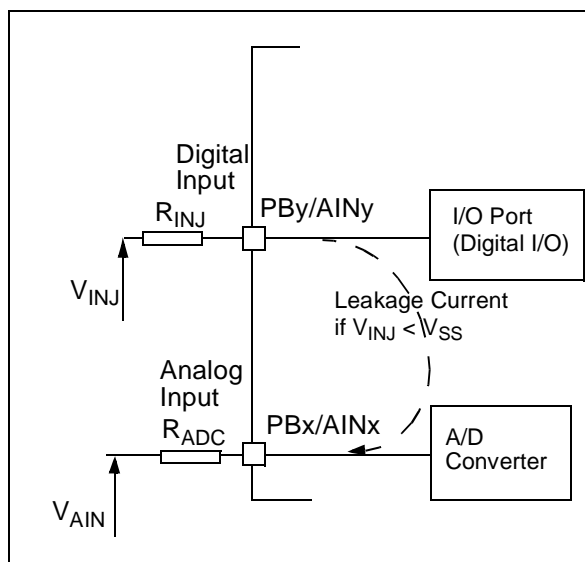 Digital
Input
R_INJ
PBy/AINy
I/O Port
(Digital I/O)
V_INJ
Leakage Current
if V_INJ < V_SS
Analog
Input
R_ADC
PBx/AINx
A/D
Converter
V_AIN